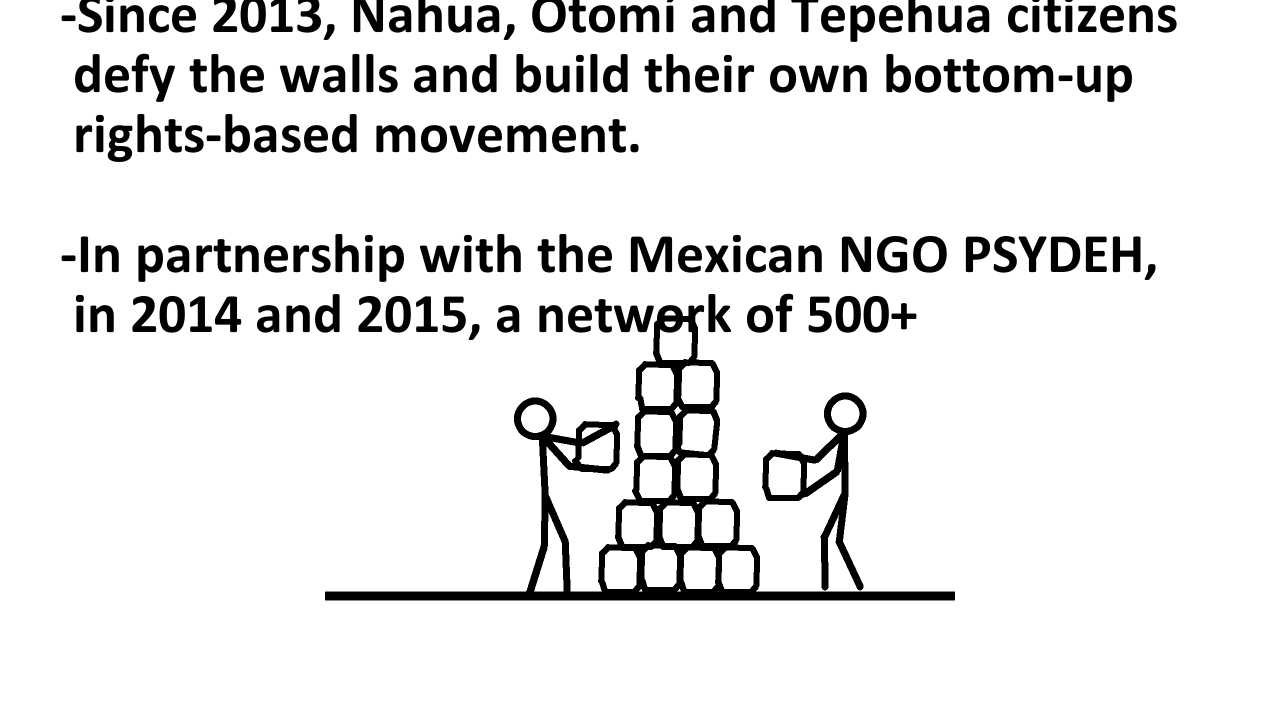 -Since 2013, Nahua, Otomí and Tepehua citizens
defy the walls and build their own bottom-up
rights-based movement.
-In partnership with the Mexican NGO PSYDEH,
in 2014 and 2015, a network of 500+